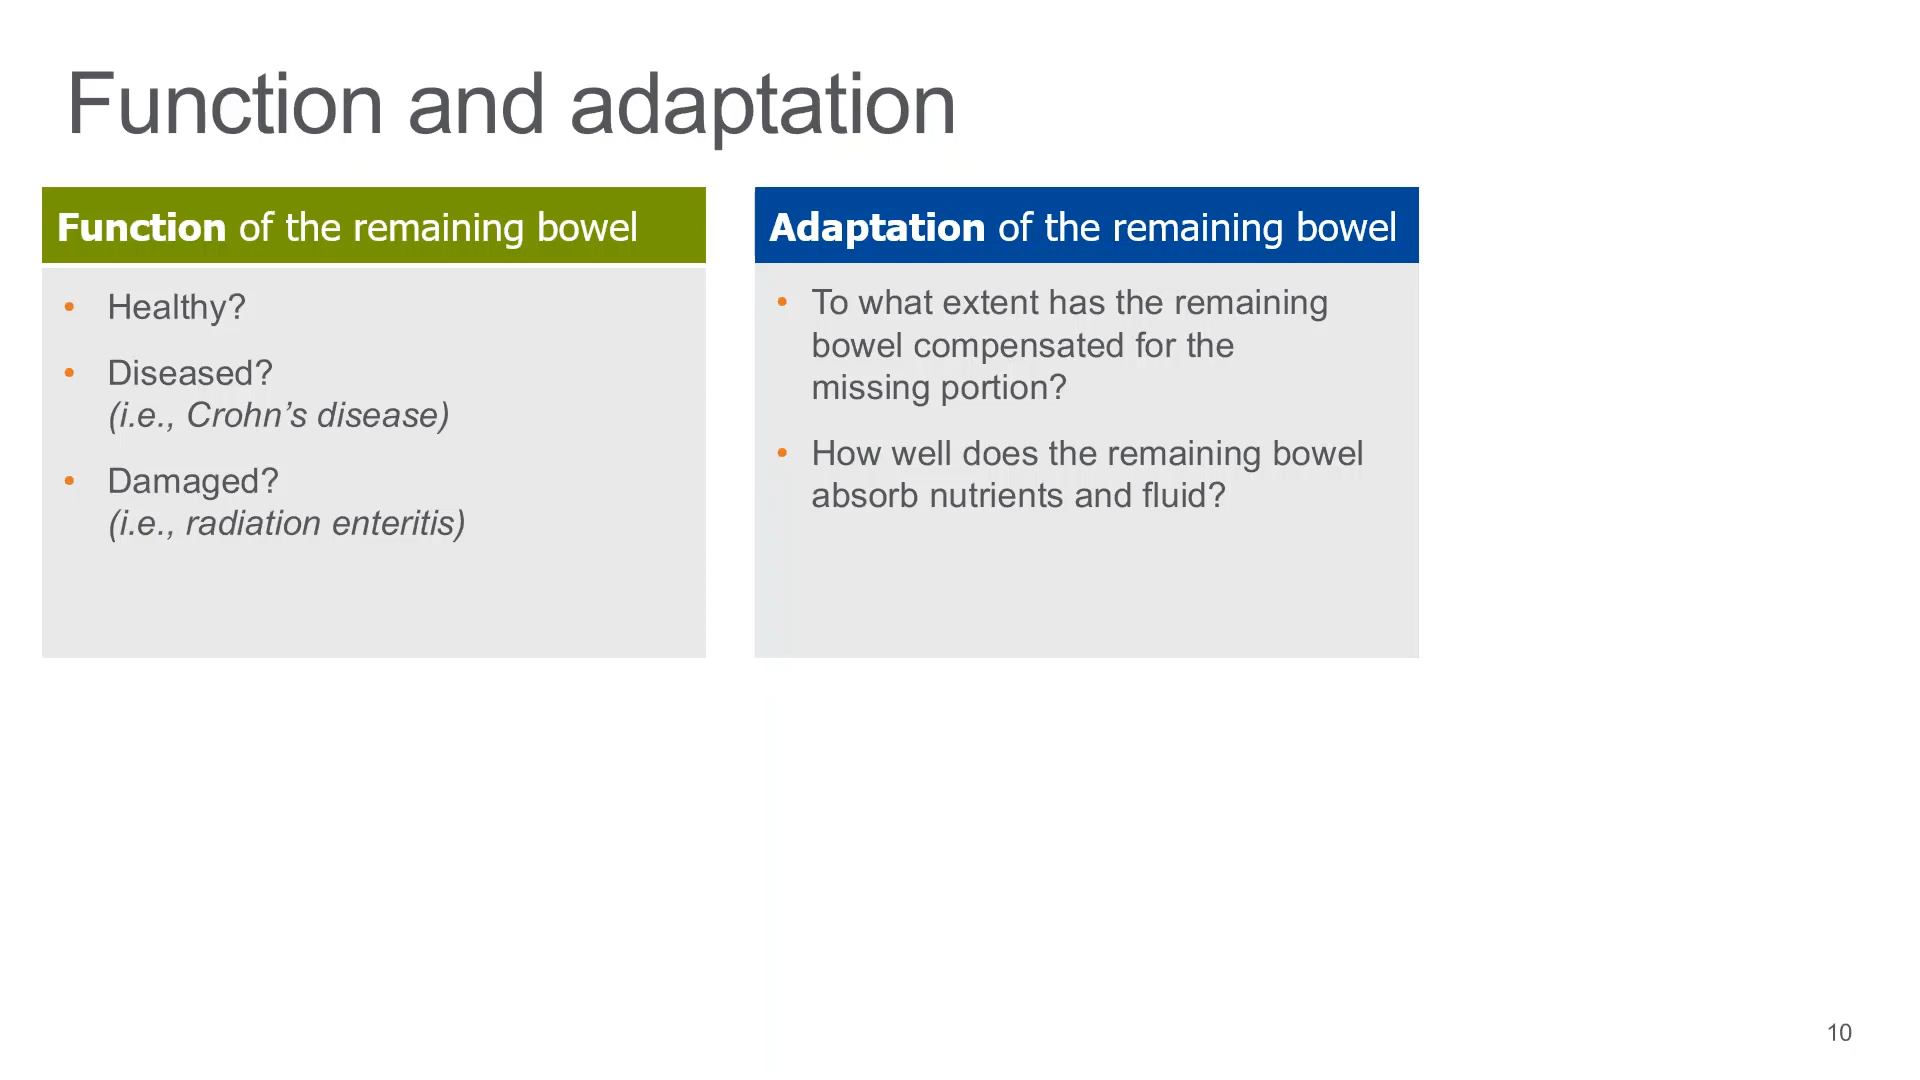 Function and adaptation
Function of the remaining bowel
• Healthy?
• Diseased?
(i.e., Crohn’s disease)
• Damaged?
(i.e., radiation enteritis)
Adaptation of the remaining bowel
• To what extent has the remaining
bowel compensated for the
missing portion?
• How well does the remaining bowel
absorb nutrients and fluid?
10